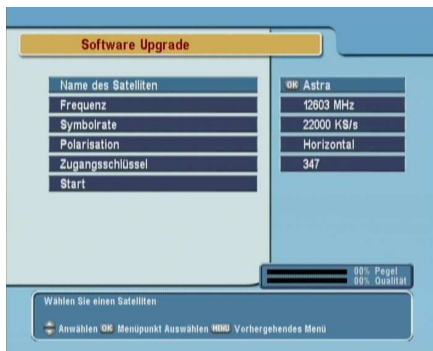 Software Upgrade
Name des Satelliten OK Astra
Frequenz 12603 MHz
Symbolrate 22000 KS/s
Polarisation Horizontal
Zugangsschlüssel 347
Start
00% Pegel
00% Qualität
Wählen Sie einen Satelliten
Anwählen OK Menüpunkt Auswählen MENU Vorhergehendes Menü